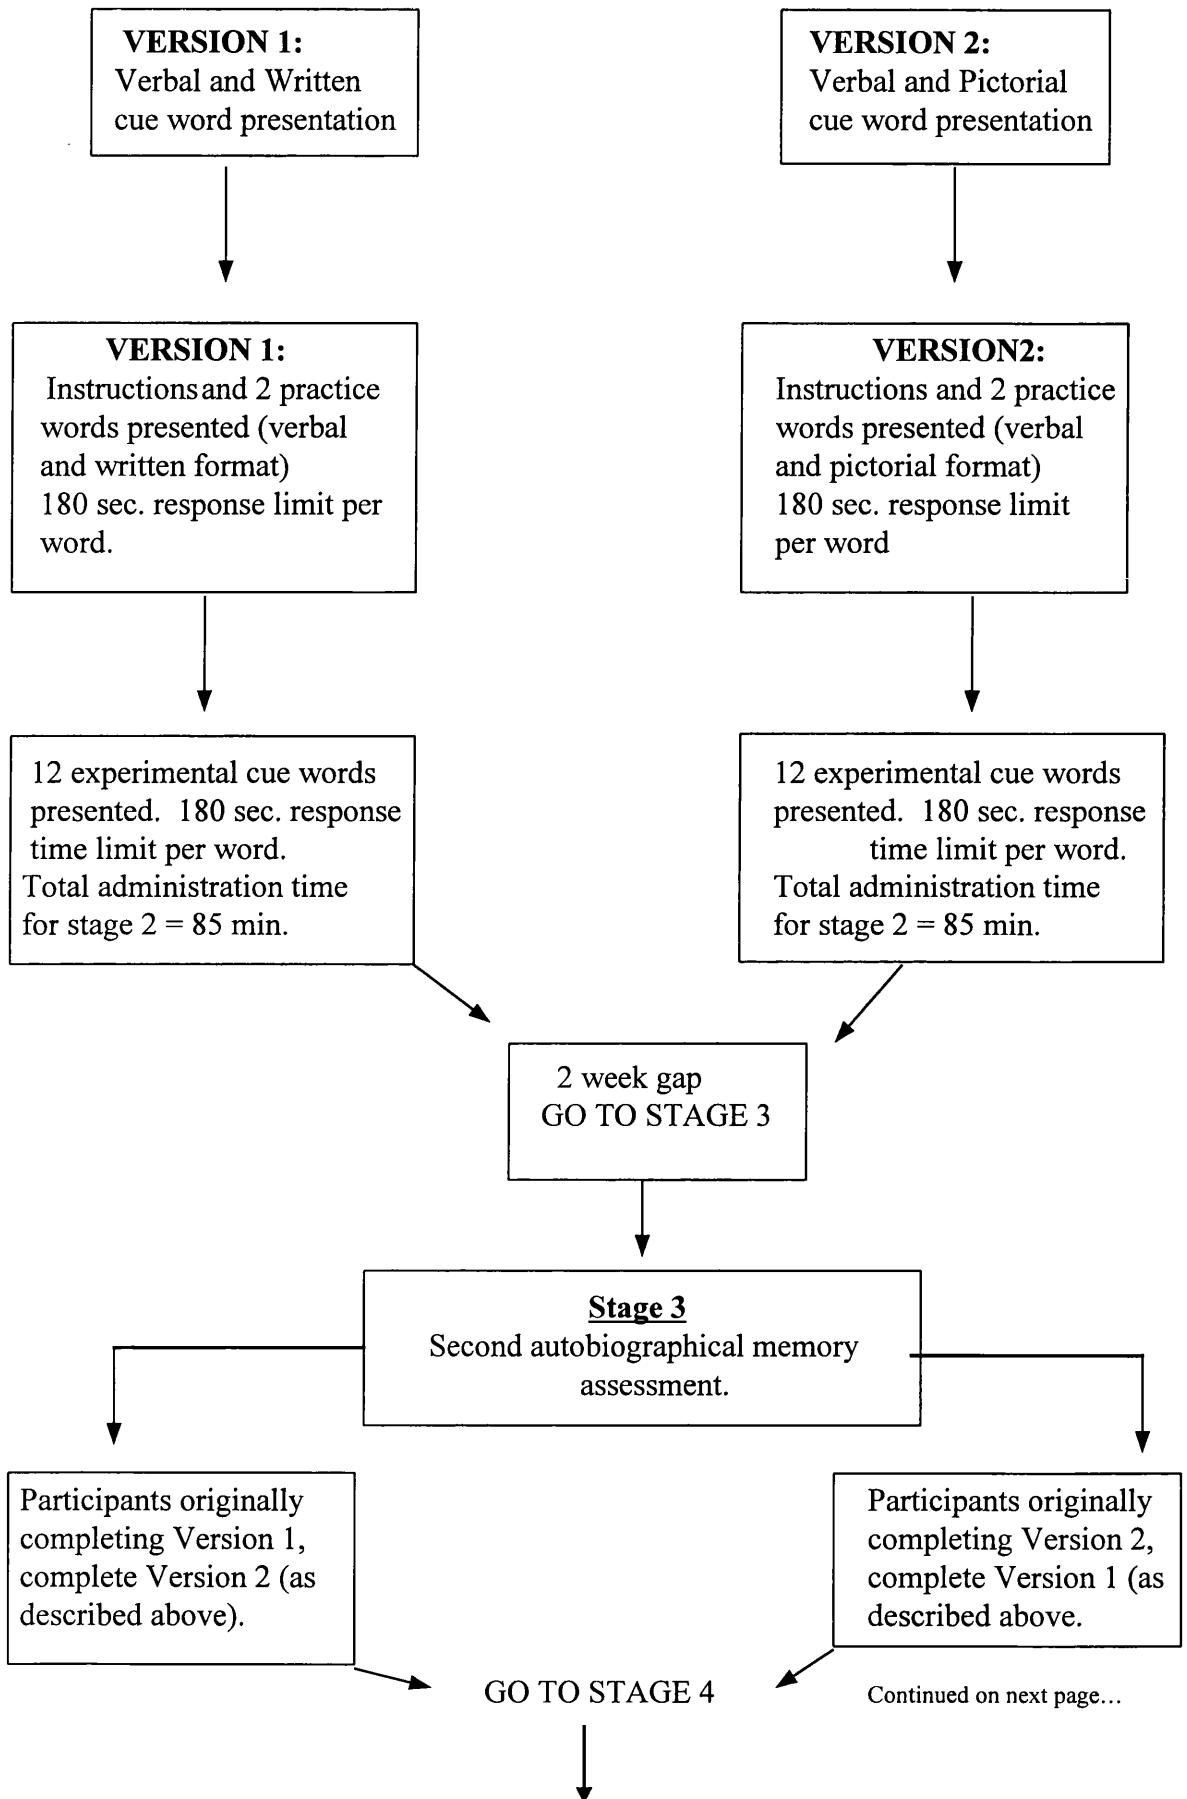 VERSION 1:
Verbal and Written
cue word presentation
VERSION 2:
Verbal and Pictorial
cue word presentation
VERSION 1:
Instructions and 2 practice
words presented (verbal
and written format)
180 sec. response limit per
word.
VERSION2:
Instructions and 2 practice
words presented (verbal
and pictorial format)
180 sec. response limit
per word
12 experimental cue words
presented. 180 sec. response
time limit per word.
Total administration time
for stage 2 = 85 min.
12 experimental cue words
presented. 180 sec. response
time limit per word.
Total administration time
for stage 2 = 85 min.
2 week gap
GO TO STAGE 3
Stage 3
Second autobiographical memory
assessment.
Participants originally
completing Version 1,
complete Version 2 (as
described above).
Participants originally
completing Version 2,
complete Version 1 (as
described above.
GO TO STAGE 4
Continued on next page...